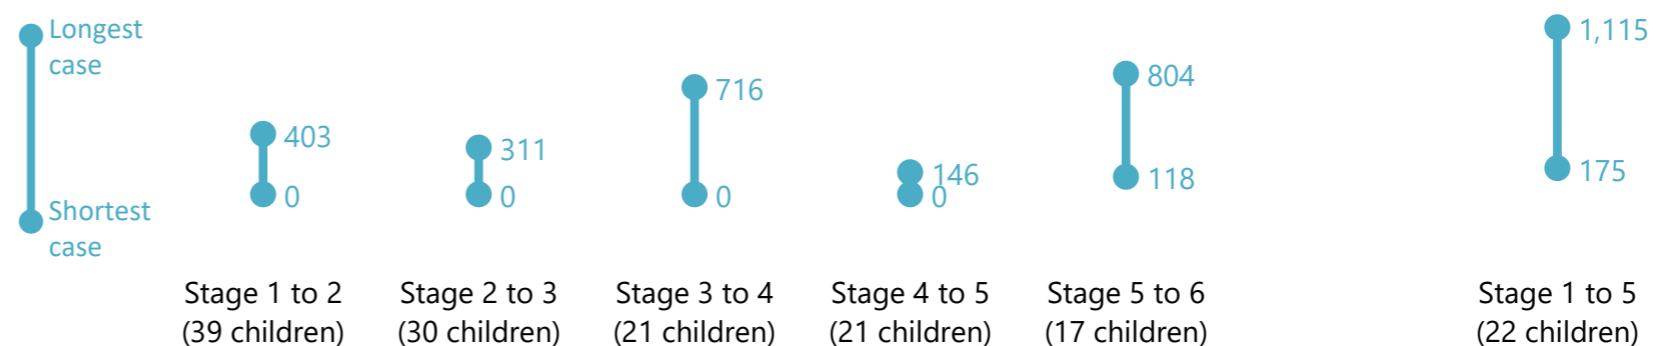 Longest
case
Shortest
case
403
0
311
0
716
0
146
0
804
118
1,115
175
Stage 1 to 2
(39 children)
Stage 2 to 3
(30 children)
Stage 3 to 4
(21 children)
Stage 4 to 5
(21 children)
Stage 5 to 6
(17 children)
Stage 1 to 5
(22 children)